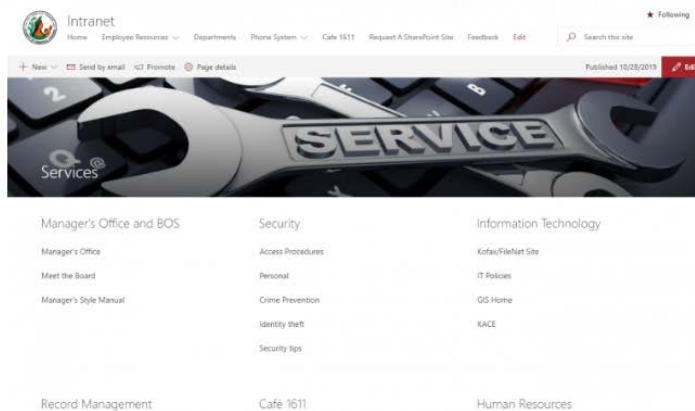 Following
Intranet
Home Employee Resources Departments Phone System Cafe 1611 Request A SharePoint Site Feedback Edit Search this site
New Send by email Promote Page details Published 10/28/2019 Edi
2
SERVICE
Q @
Services
Manager's Office and BOS Security Information Technology
Manager's Office Access Procedures Kofax/FileNet Site
Meet the Board Personal IT Policies
Manager's Style Manual Crime Prevention GIS Home
Identity theft KACE
Security tips
Record Management Café 1611 Human Resources